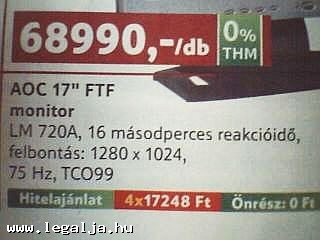 68990,-/db
0%
THM
AOC 17" FTF
monitor
LM 720A, 16 másodperces reakcióidő,
felbontás: 1280 x 1024,
75 Hz, TCO99
Hitelajánlat 4x17248 Ft Önrész: 0 Ft
www.legalja.hu